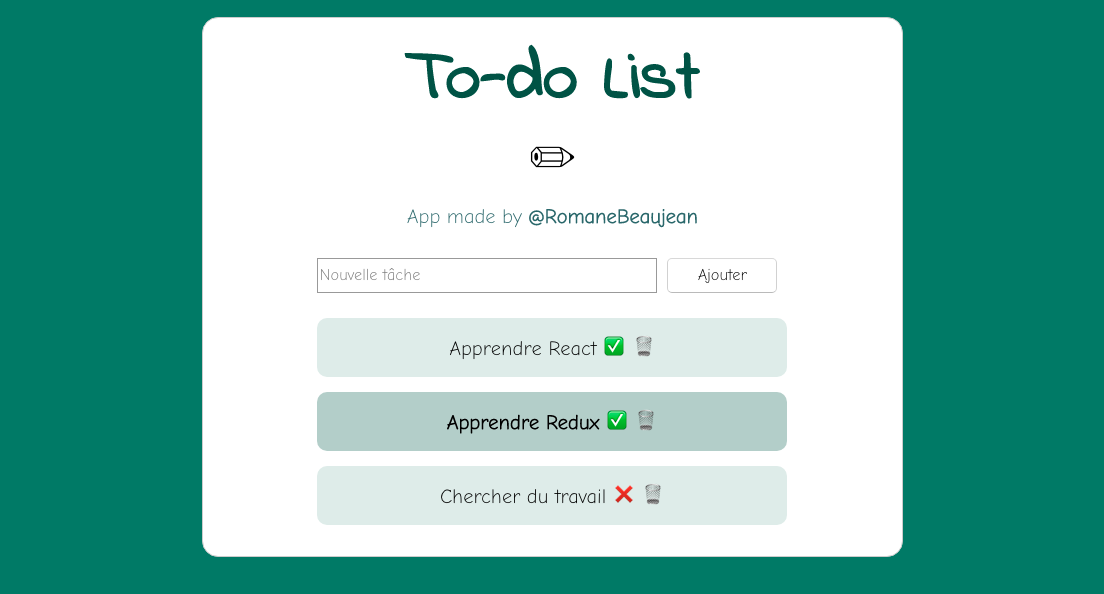 To-do List
App made by @RomaneBeaujean
Nouvelle tâche
Ajouter
Apprendre React ✅ 🗑️
Apprendre Redux ✅ 🗑️
Chercher du travail ❌ 🗑️